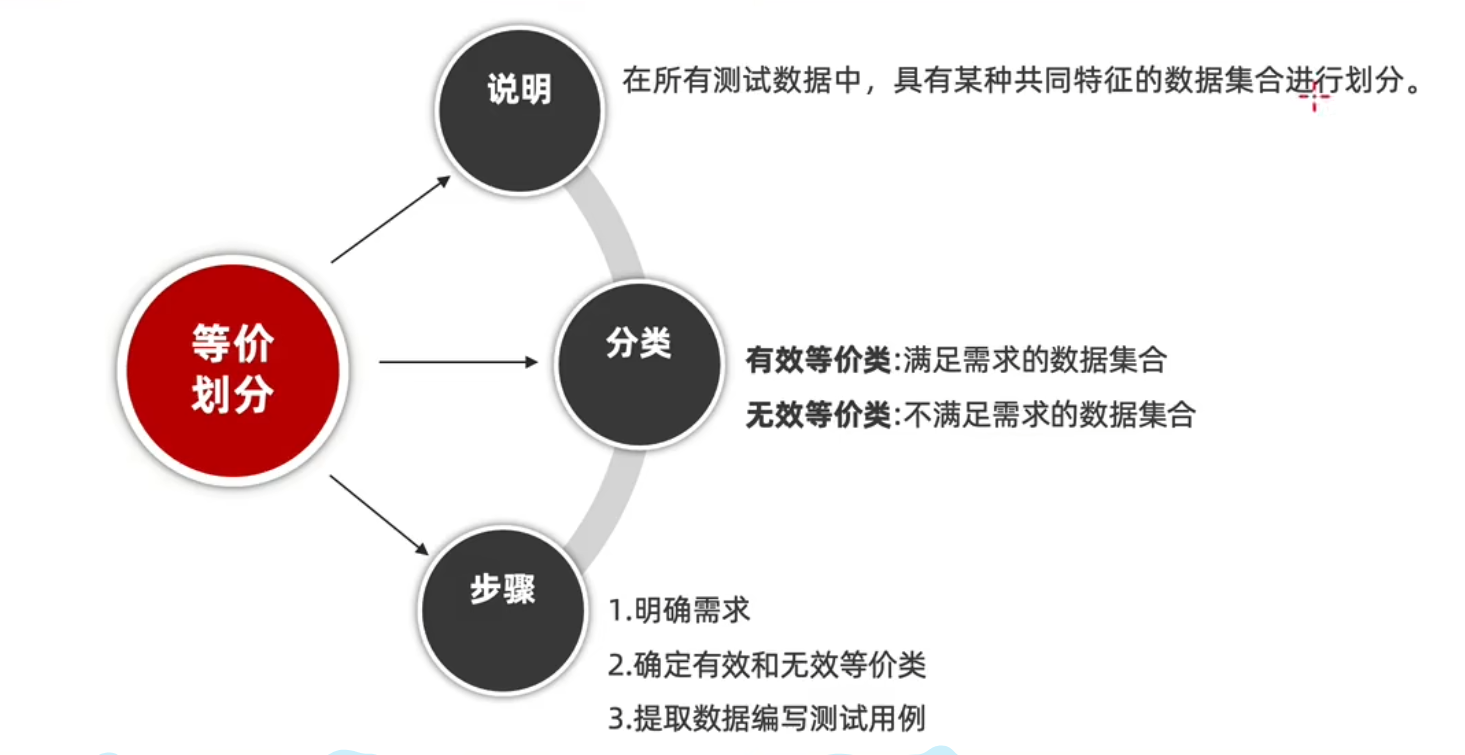 说明
在所有测试数据中，具有某种共同特征的数据集合进行划分。
等价
划分
分类
有效等价类:满足需求的数据集合
无效等价类:不满足需求的数据集合
步骤
1.明确需求
2.确定有效和无效等价类
3.提取数据编写测试用例